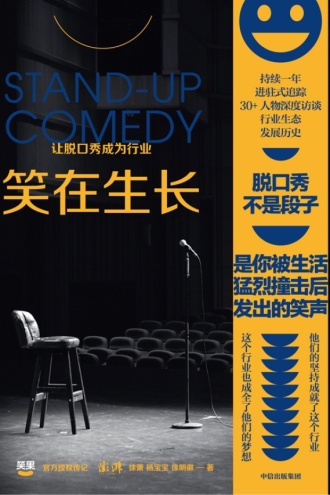 STAND-UP
COMEDY
让脱口秀成为行业
笑在生长
笑果
官方授权传记
澎湃
著
持续一年
进驻式追踪
30+人物深度访谈
行业生态
发展历史
脱口秀
不是段子
是你被生活
猛烈撞击后
发出的笑声
他们的坚持成就了这个行业
这个行业也成全了他们的梦想
中信出版集团